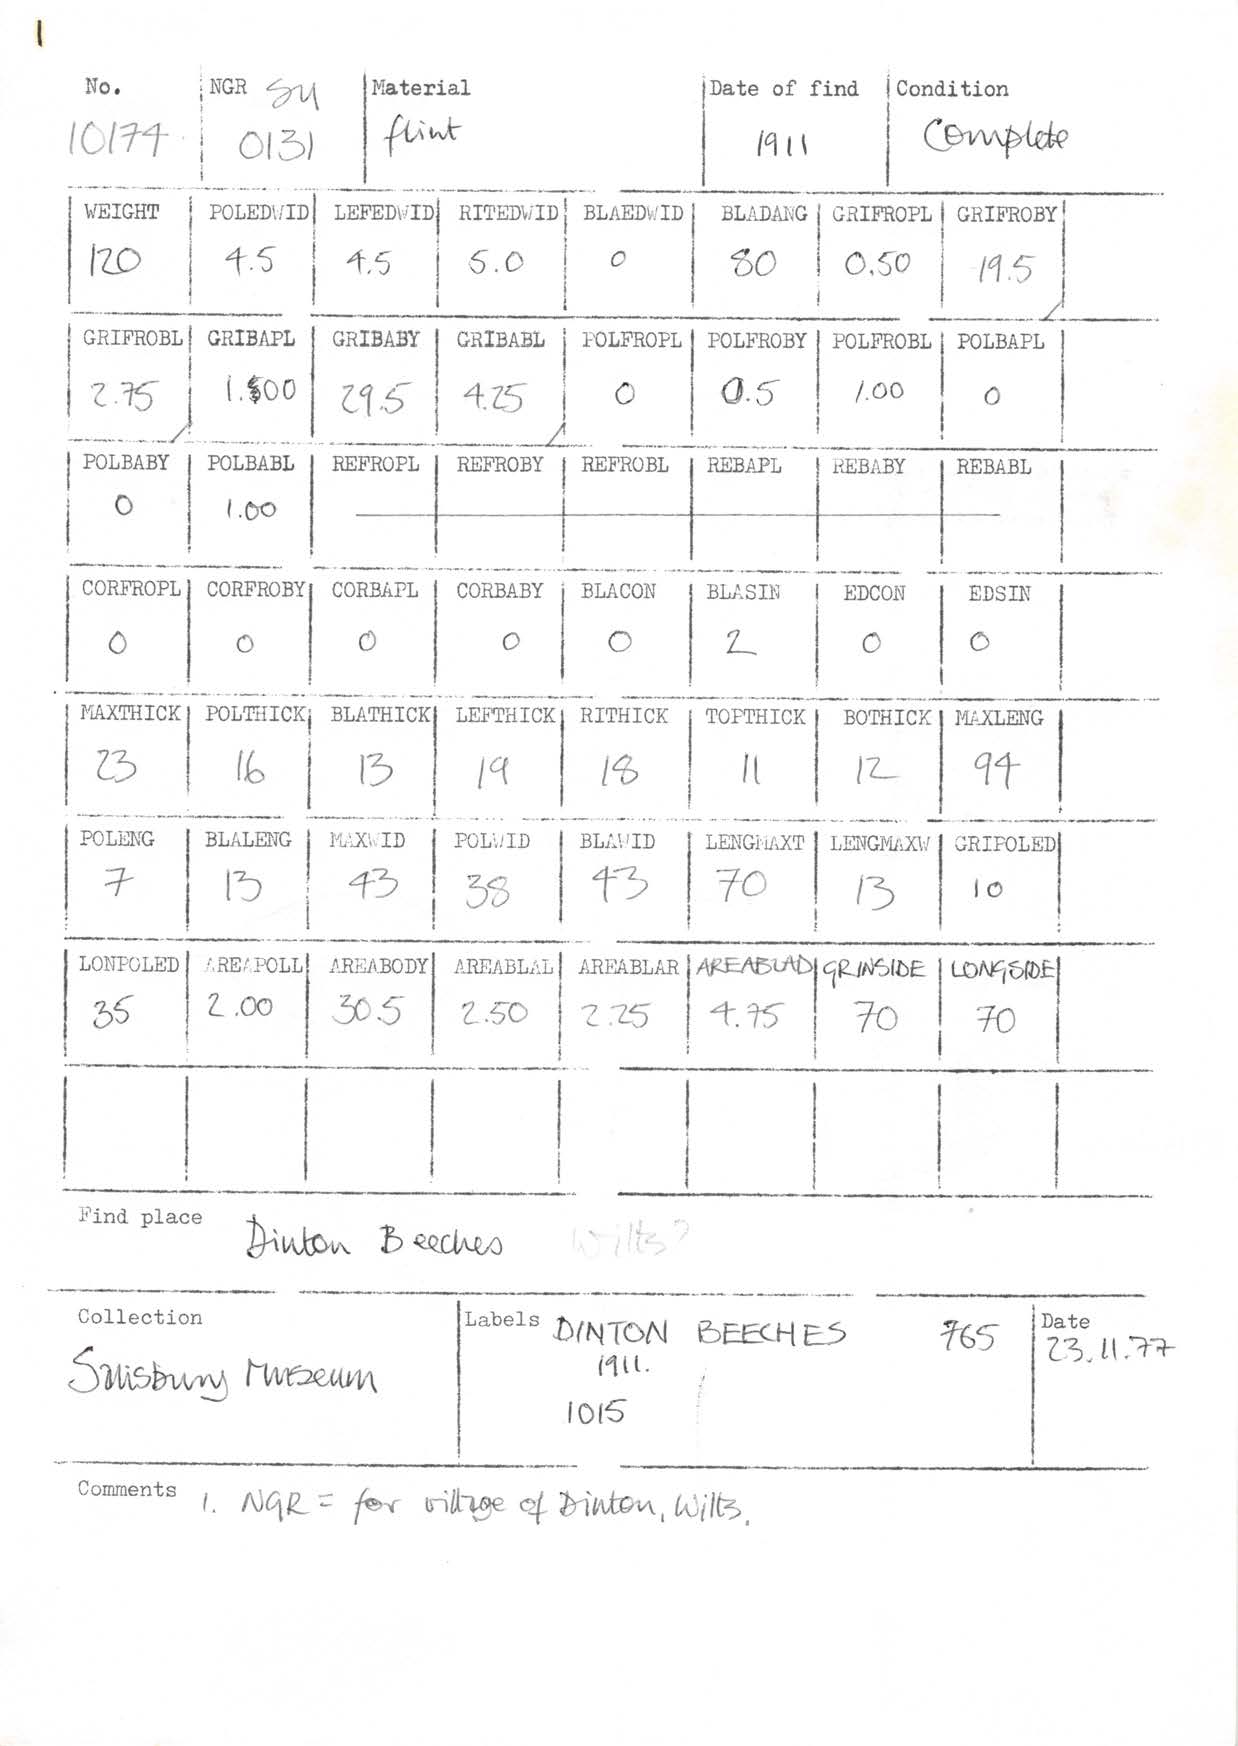 1
No. NGR SU Material Date of find Condition
10174 0131 flint 1911 Complete
WEIGHT POLEDWID LEFEDWID RITEDWID BLAEDWID BLADANG GRIFROPL GRIFROBY
120 4.5 4.5 5.0 0 80 0.50 19.5
GRIFROBL GRIBAPL GRIBABY GRIBABL POLFROPL POLFROBY POLFROBL POLBAPL
2.75 29.5 4.25 0 0.5 1.00 0
POLBABY POLBABL REFROPL REFROBY REFROBL REBAPL REBABY REBABL
0 1.00
CORFROPL CORFROBY CORBAPL CORBABY BLACON BLASIN EDCON EDSIN
0 0 0 0 0 2 0 0
MAXTHICK POLTHICK BLATHICK LEFTHICK RITHICK TOPTHICK BOTHICK MAXLENG
23 16 13 19 18 11 12 94
POLENG BLALENG MAXWID POLWID BLAWID LENGMAXT LENGMAXW GRIPOLED
7 13 43 38 43 70 13 10
LONPOLED AREAPOLL AREABODY AREABLAL AREABLAR AREABLAD GRINSIDE LONGSIDE
35 2.00 30.5 2.50 2.25 4.75 70 70
Find place Dinton Beeches Wilts?
Collection Labels DINTON BEECHES 765 Date
Salisbury Museum 1911. 23.11.77
1015
Comments 1. NGR = for village of Dinton, Wilts.